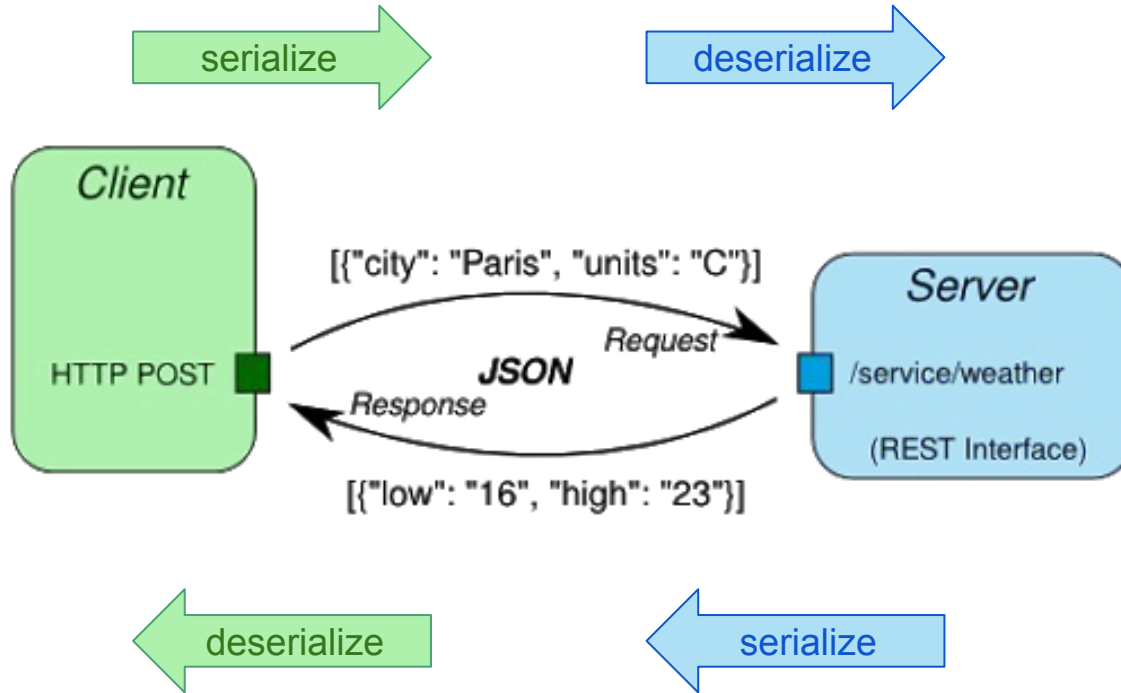 serialize
deserialize
Client
[{"city": "Paris", "units": "C"}]
Server
Request
HTTP POST
JSON
/service/weather
Response
(REST Interface)
[{"low": "16", "high": "23"}]
deserialize
serialize